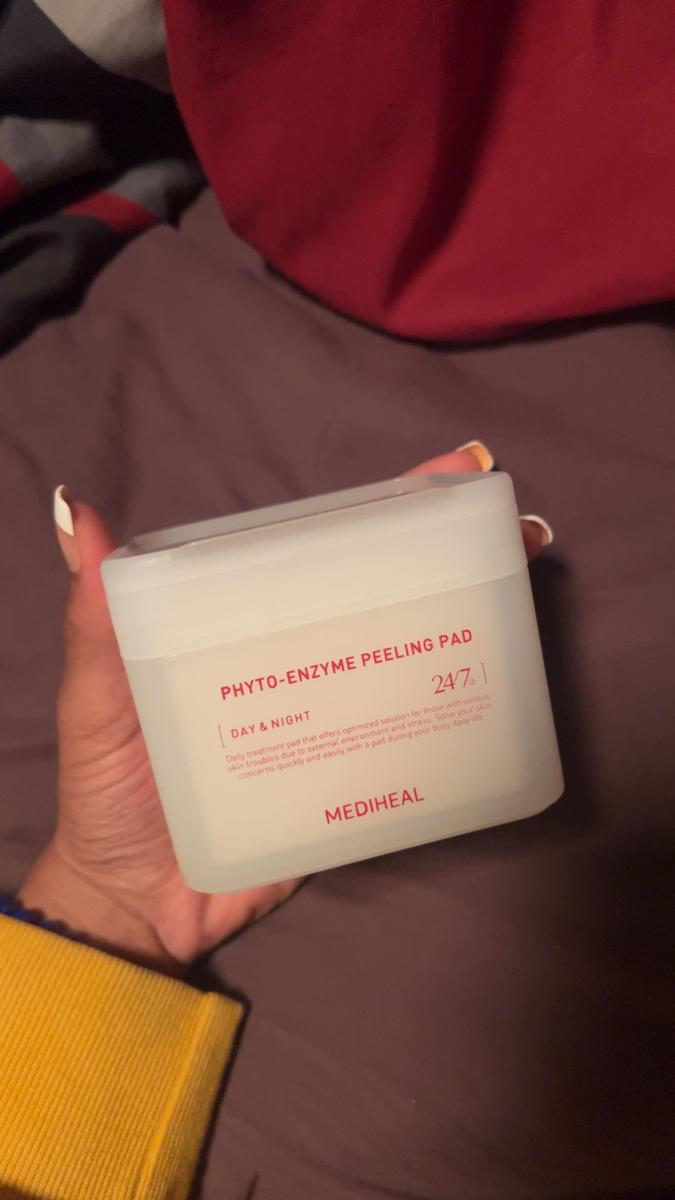 PHYTO-ENZYME PEELING PAD
[ DAY & NIGHT 24/7 ]
Daily treatment pad that offers optimized solution for those with various
skin troubles due to external environment and stress. Solve your skin
concerns quickly and easily with a pad during your busy daily life.
MEDIHEAL